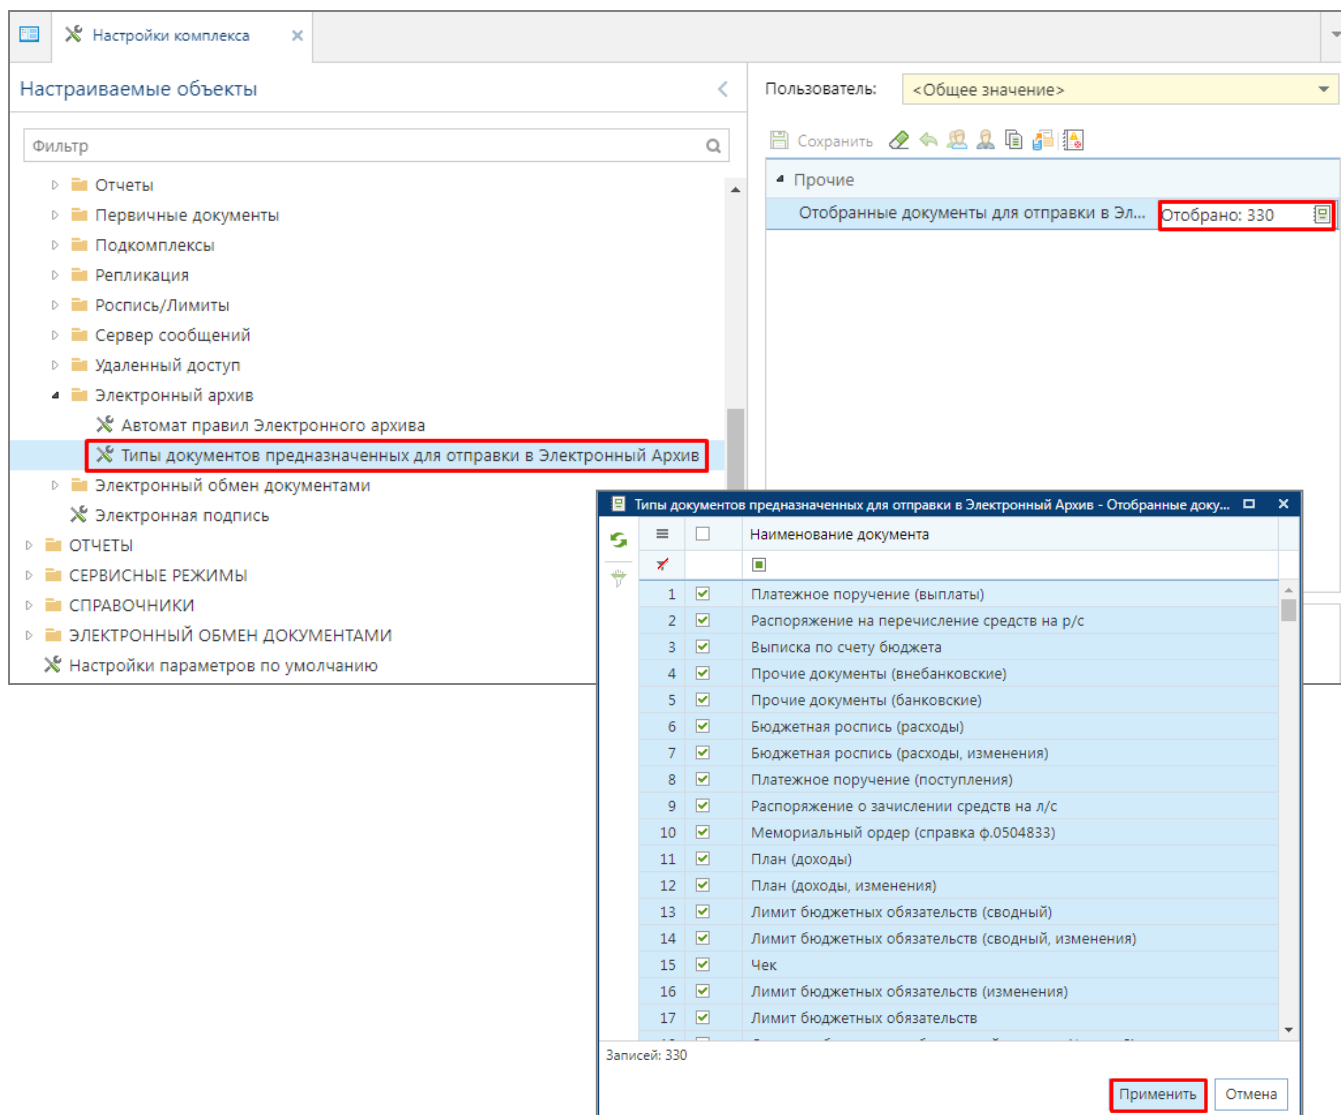 Настройки комплекса
Настраиваемые объекты
Фильтр
Отчеты
Первичные документы
Подкомплексы
Репликация
Роспись/Лимиты
Сервер сообщений
Удаленный доступ
Электронный архив
Автомат правил Электронного архива
Типы документов предназначенных для отправки в Электронный Архив
Электронный обмен документами
Электронная подпись
ОТЧЕТЫ
СЕРВИСНЫЕ РЕЖИМЫ
СПРАВОЧНИКИ
ЭЛЕКТРОННЫЙ ОБМЕН ДОКУМЕНТАМИ
Настройки параметров по умолчанию
Пользователь: <Общее значение>
Сохранить
Прочие
Отобранные документы для отправки в Эл... Отобрано: 330
Типы документов предназначенных для отправки в Электронный Архив - Отобранные доку...
Наименование документа
1 Платежное поручение (выплаты)
2 Распоряжение на перечисление средств на р/с
3 Выписка по счету бюджета
4 Прочие документы (внебанковские)
5 Прочие документы (банковские)
6 Бюджетная роспись (расходы)
7 Бюджетная роспись (расходы, изменения)
8 Платежное поручение (поступления)
9 Распоряжение о зачислении средств на л/с
10 Мемориальный ордер (справка ф.0504833)
11 План (доходы)
12 План (доходы, изменения)
13 Лимит бюджетных обязательств (сводный)
14 Лимит бюджетных обязательств (сводный, изменения)
15 Чек
16 Лимит бюджетных обязательств (изменения)
17 Лимит бюджетных обязательств
Записей: 330
Применить Отмена